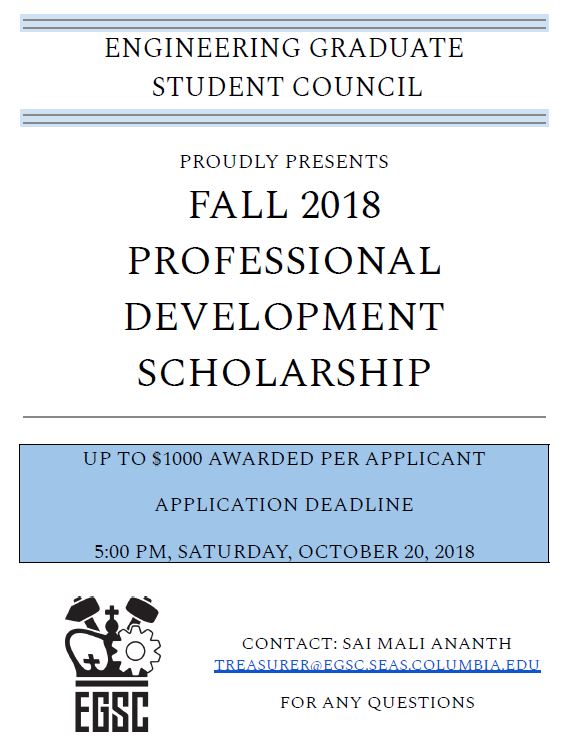 ENGINEERING GRADUATE
STUDENT COUNCIL
PROUDLY PRESENTS
FALL 2018
PROFESSIONAL
DEVELOPMENT
SCHOLARSHIP
UP TO $1000 AWARDED PER APPLICANT
APPLICATION DEADLINE
5:00 PM, SATURDAY, OCTOBER 20, 2018
EGSC
CONTACT: SAI MALI ANANTH
TREASURER@EGSC.SEAS.COLUMBIA.EDU
FOR ANY QUESTIONS